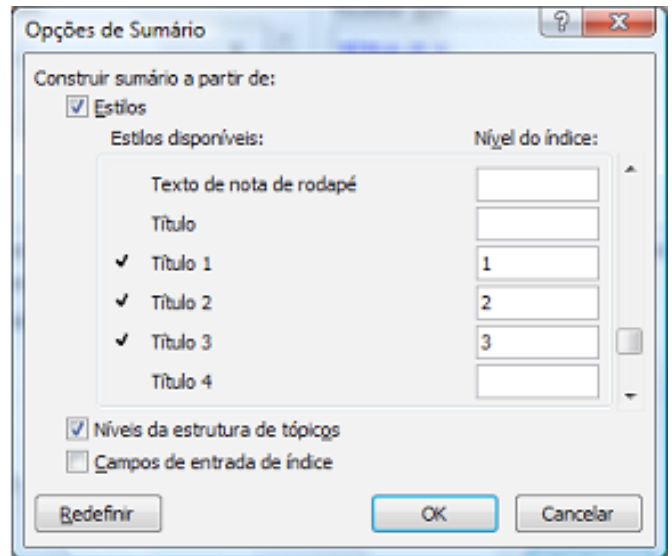 Opções de Sumário
Construir sumário a partir de:
Estilos
Estilos disponíveis: Nível do índice:
Texto de nota de rodapé
Título
Título 1 1
Título 2 2
Título 3 3
Título 4
Níveis da estrutura de tópicos
Campos de entrada de índice
Redefinir OK Cancelar